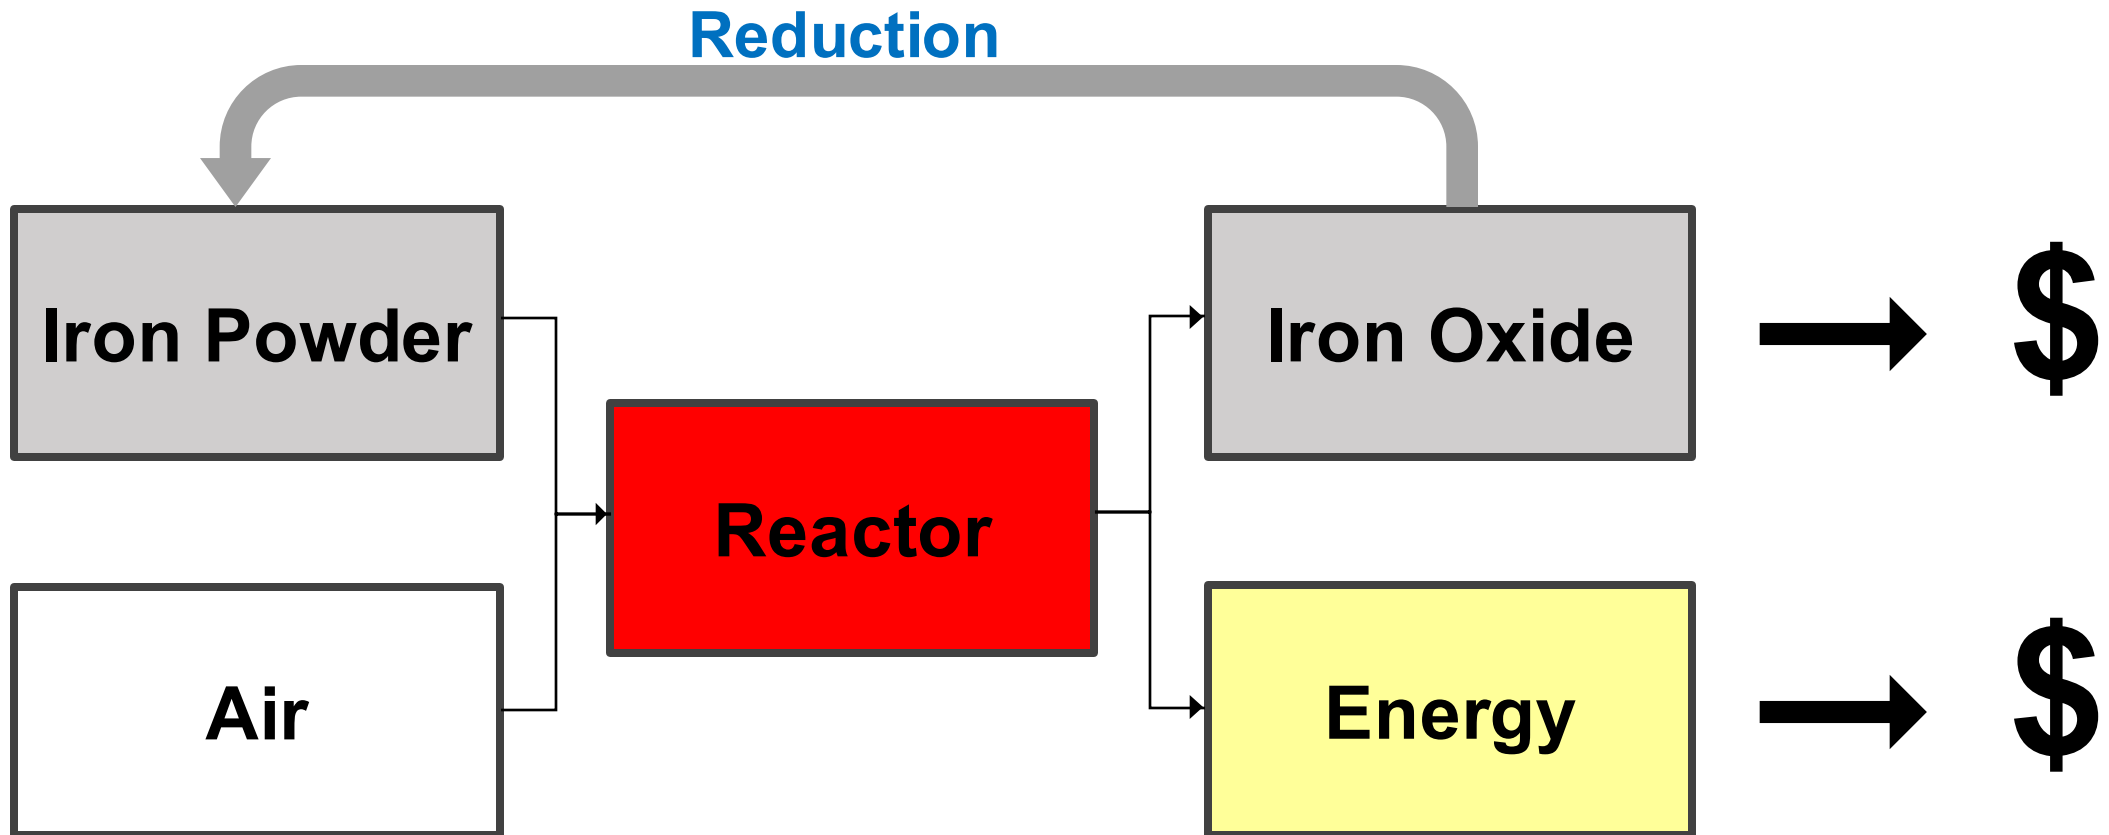 Reduction
Iron Powder
Iron Oxide
$
Reactor
Air
Energy
$